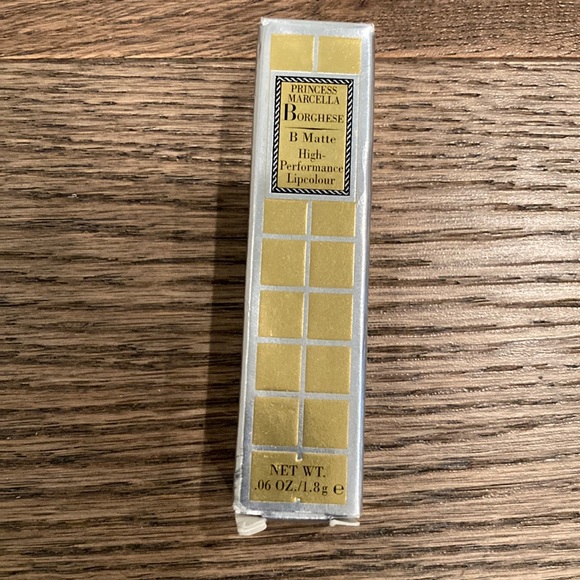 PRINCESS
MARCELLA
BORGHESE
B Matte
High-
Performance
Lipcolour
NET WT.
.06 OZ./1.8g ℮